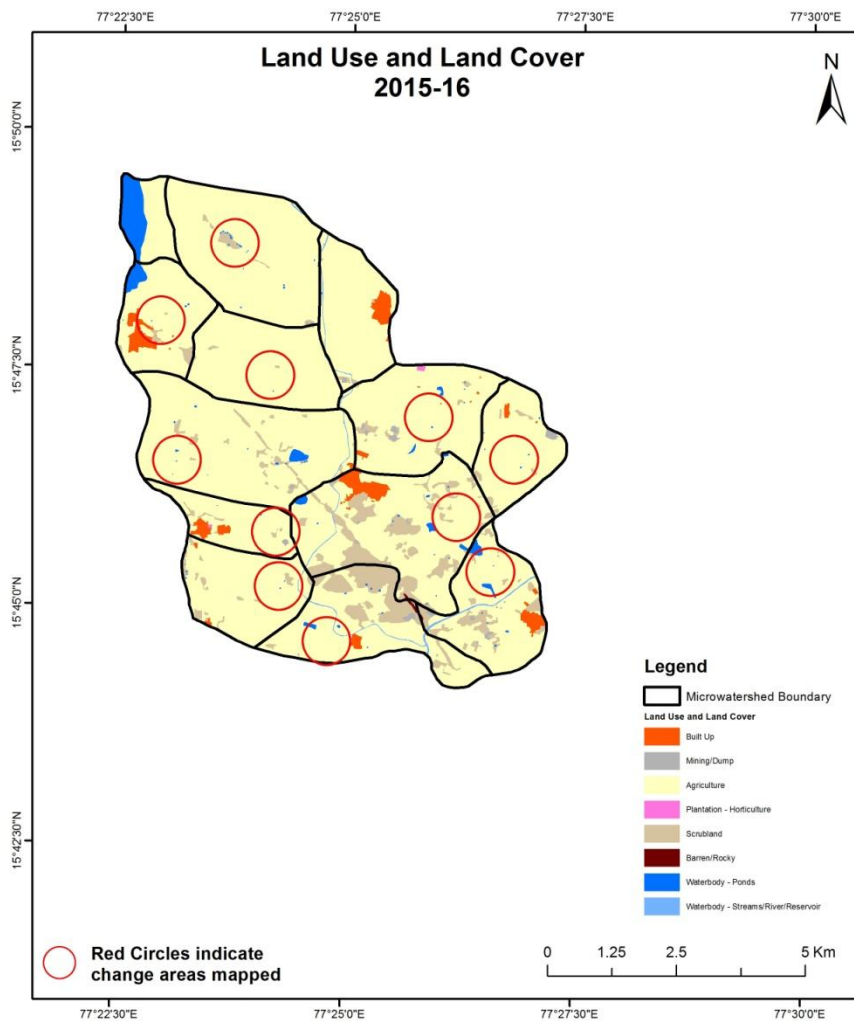 77°22'30"E 77°25'0"E 77°27'30"E 77°30'0"E
Land Use and Land Cover
2015-16
N
15°50'0"N
15°47'30"N
15°45'0"N
15°42'30"N
Legend
Microwatershed Boundary
Land Use and Land Cover
Built Up
Mining/Dump
Agriculture
Plantation - Horticulture
Scrubland
Barren/Rocky
Waterbody - Ponds
Waterbody - Streams/River/Reservoir
Red Circles indicate
change areas mapped
0 1.25 2.5 5 Km
77°22'30"E 77°25'0"E 77°27'30"E 77°30'0"E